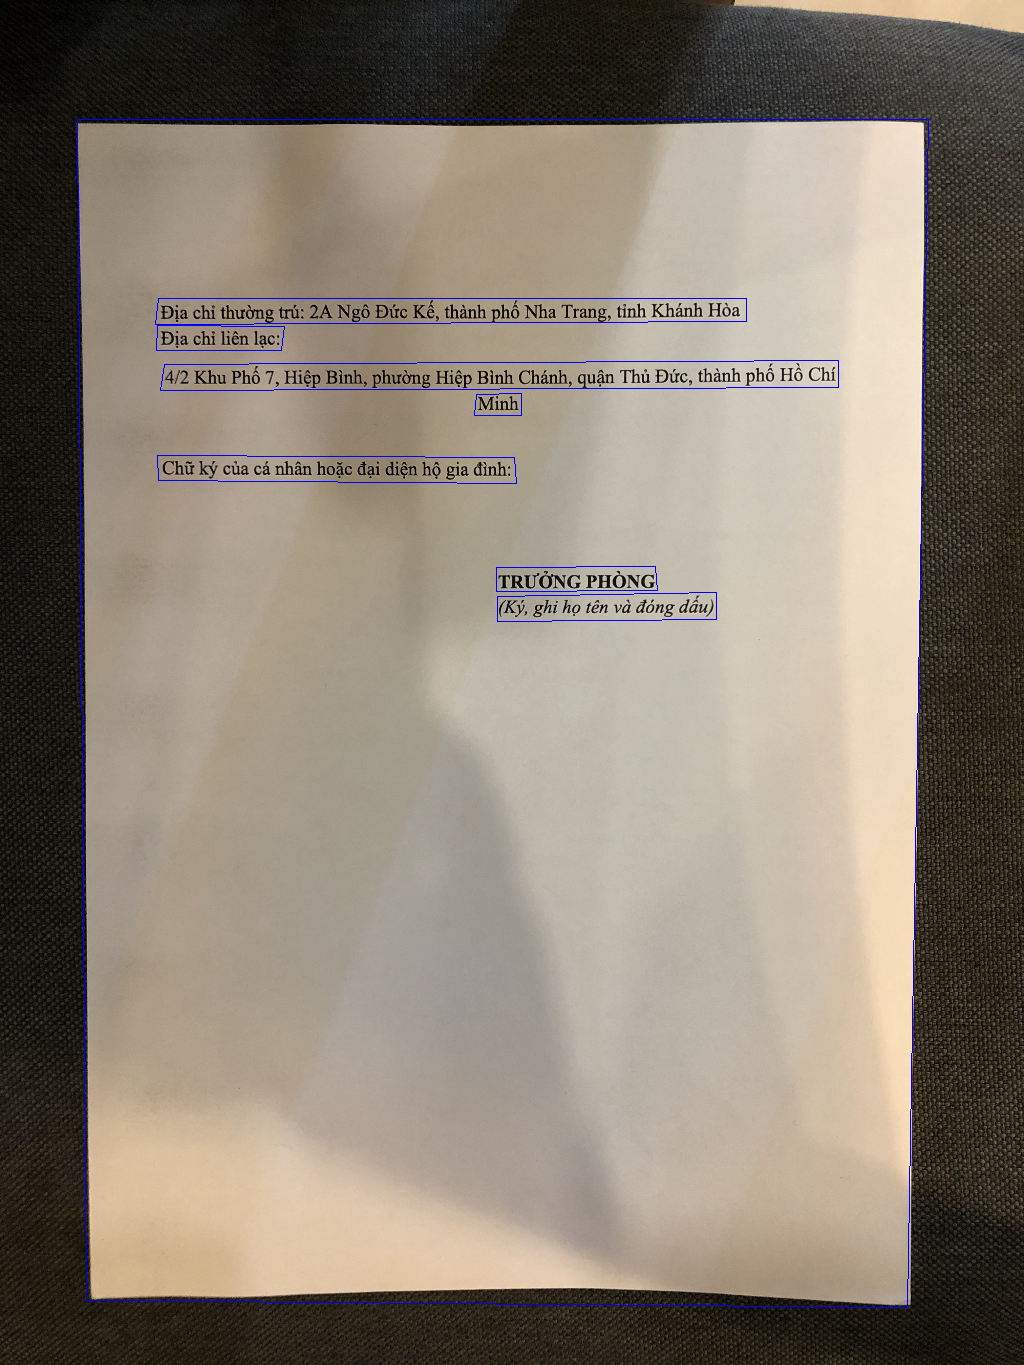 Địa chỉ thường trú: 2A Ngô Đức Kế, thành phố Nha Trang, tỉnh Khánh Hòa
Địa chỉ liên lạc:
4/2 Khu Phố 7, Hiệp Bình, phường Hiệp Bình Chánh, quận Thủ Đức, thành phố Hồ Chí
Minh
Chữ ký của cá nhân hoặc đại diện hộ gia đình:
TRƯỞNG PHÒNG
(Ký, ghi họ tên và đóng dấu)